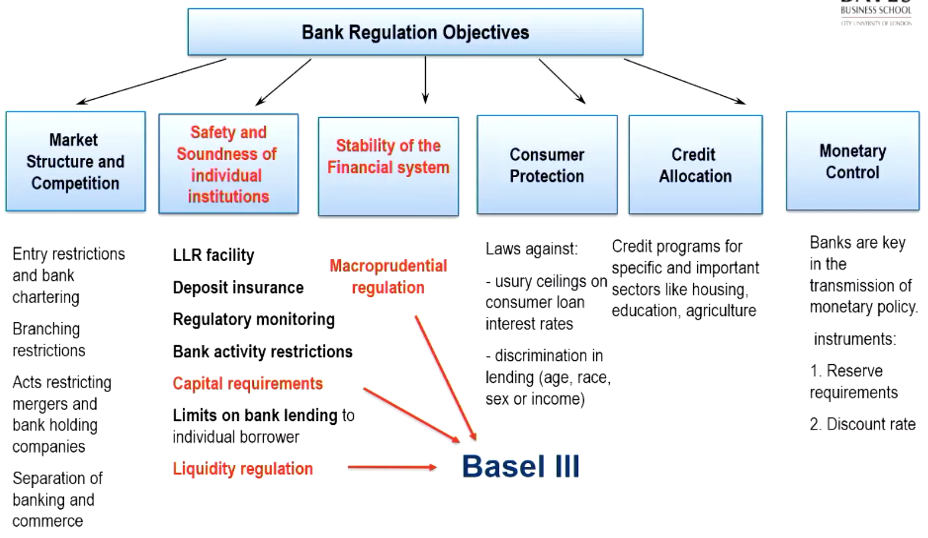 BAYES
BUSINESS SCHOOL
CITY UNIVERSITY OF LONDON
Bank Regulation Objectives
Market
Structure and
Competition
Safety and
Soundness of
individual
institutions
Stability of the
Financial system
Consumer
Protection
Credit
Allocation
Monetary
Control
Entry restrictions
and bank
chartering
Branching
restrictions
Acts restricting
mergers and
bank holding
companies
Separation of
banking and
commerce
LLR facility
Deposit insurance
Regulatory monitoring
Bank activity restrictions
Capital requirements
Limits on bank lending to
individual borrower
Liquidity regulation
Macroprudential
regulation
Laws against:
- usury ceilings on
consumer loan
interest rates
- discrimination in
lending (age, race,
sex or income)
Credit programs for
specific and important
sectors like housing,
education, agriculture
Banks are key
in the
transmission of
monetary policy.
instruments:
1. Reserve
requirements
2. Discount rate
Basel III